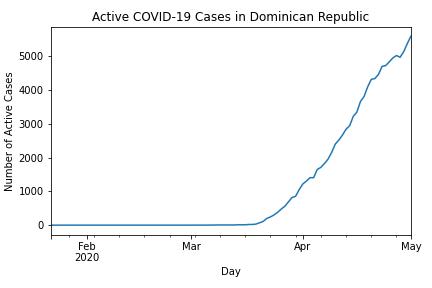 Active COVID-19 Cases in Dominican Republic
Number of Active Cases
5000
4000
3000
2000
1000
0
Feb
2020
Mar
Apr
May
Day